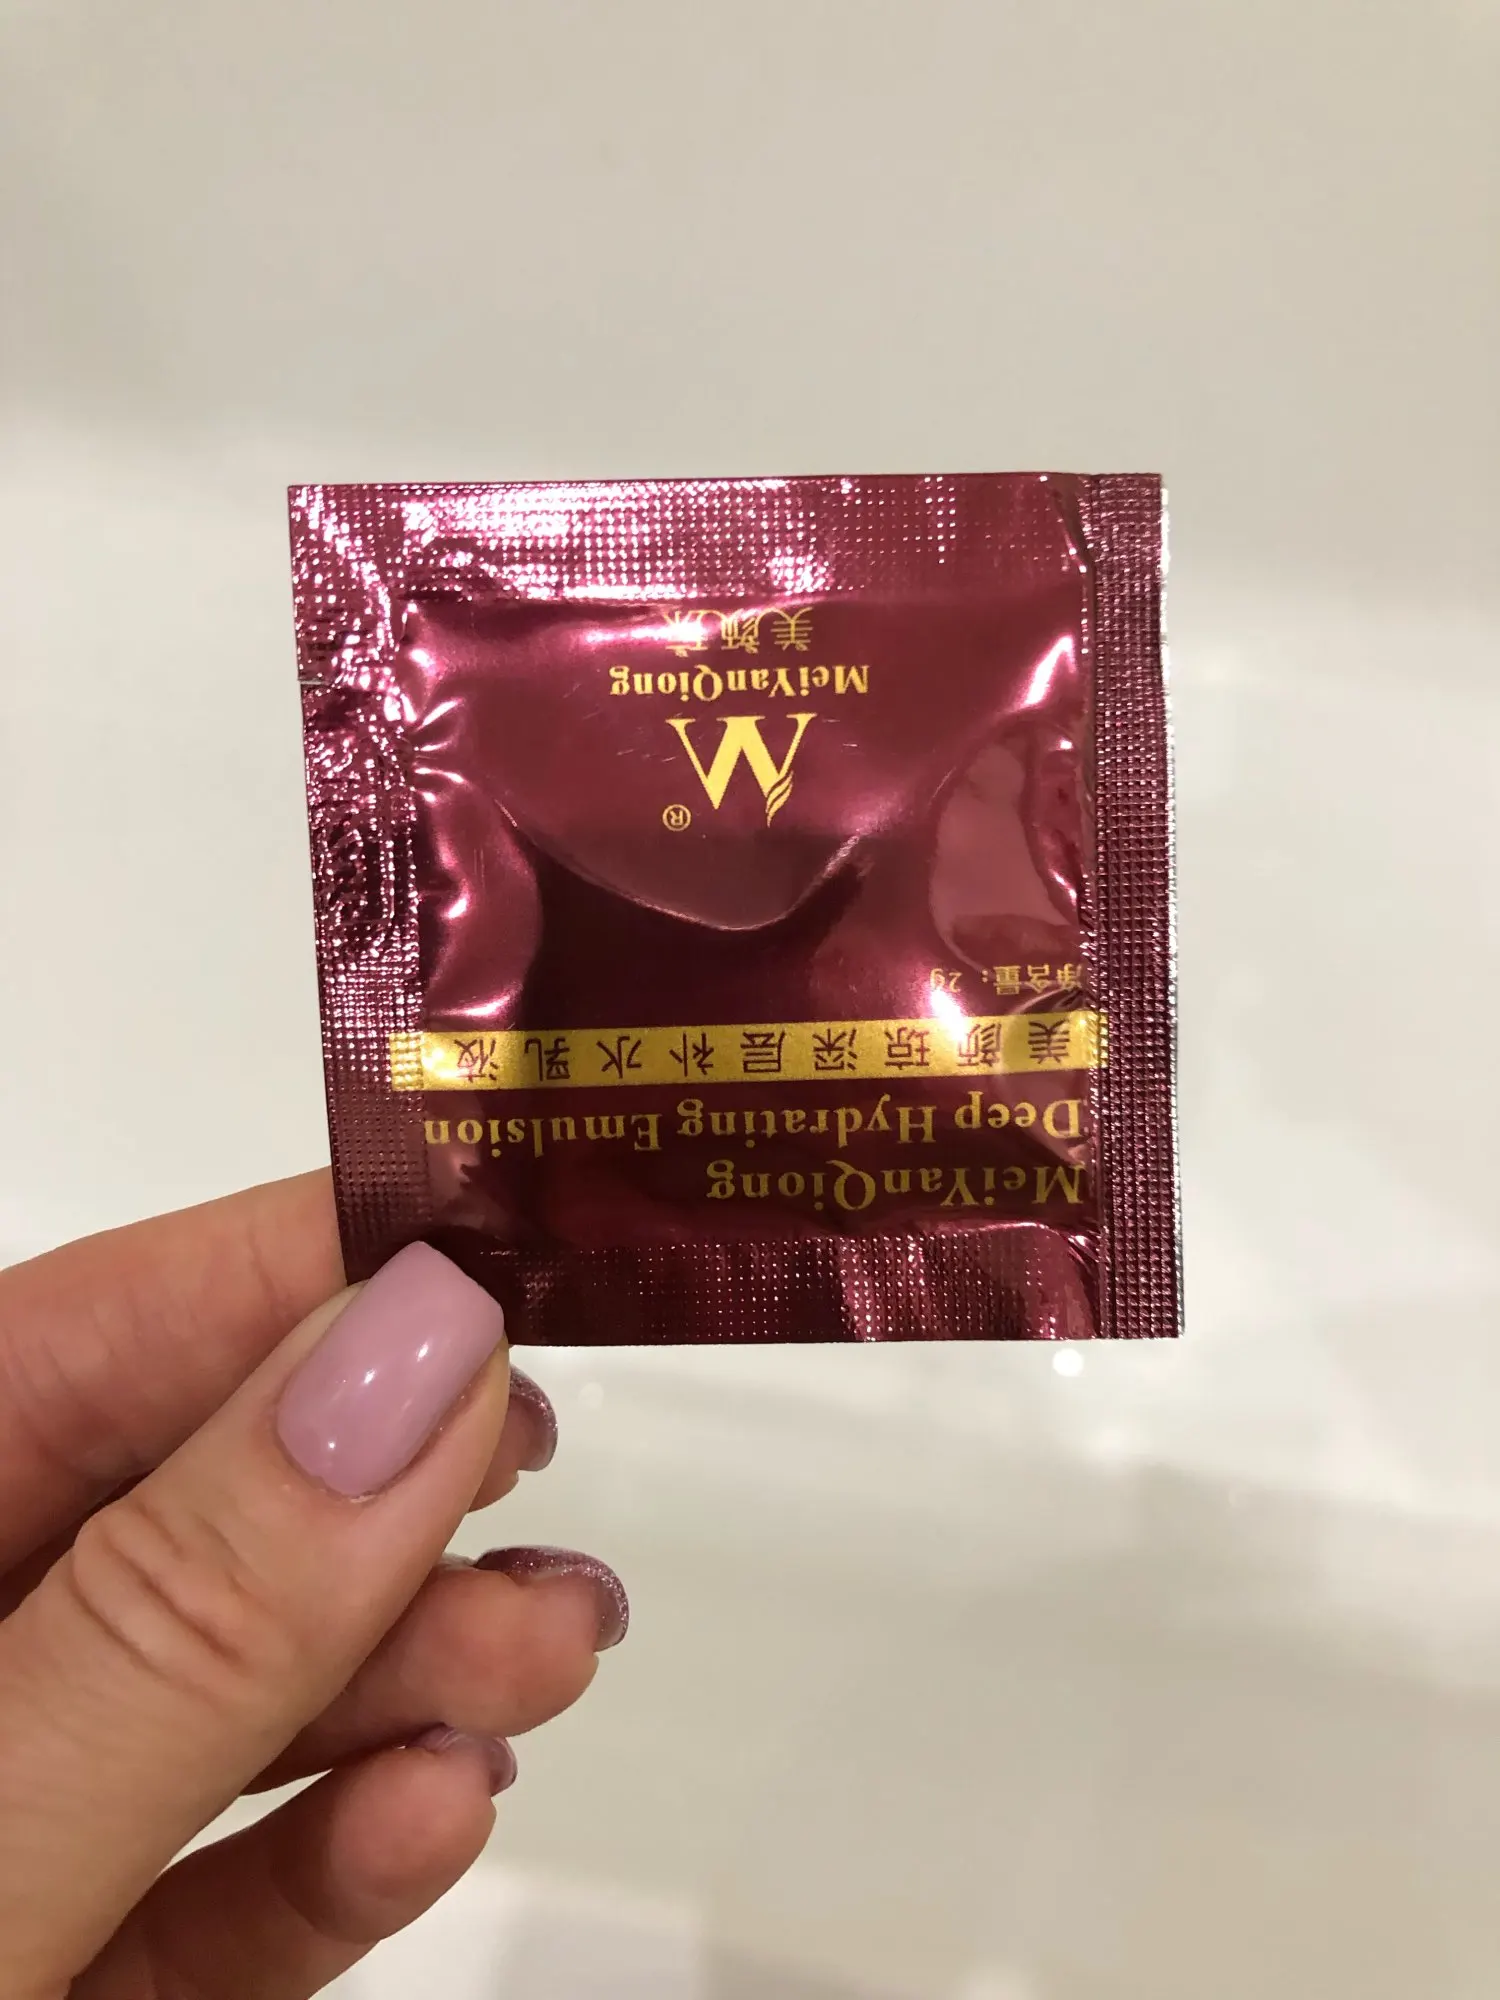 MeiYanQiong
Deep Hydrating Emulsion
美颜琼深层补水乳液
净含量：2g
®
MeiYanQiong
美颜琼